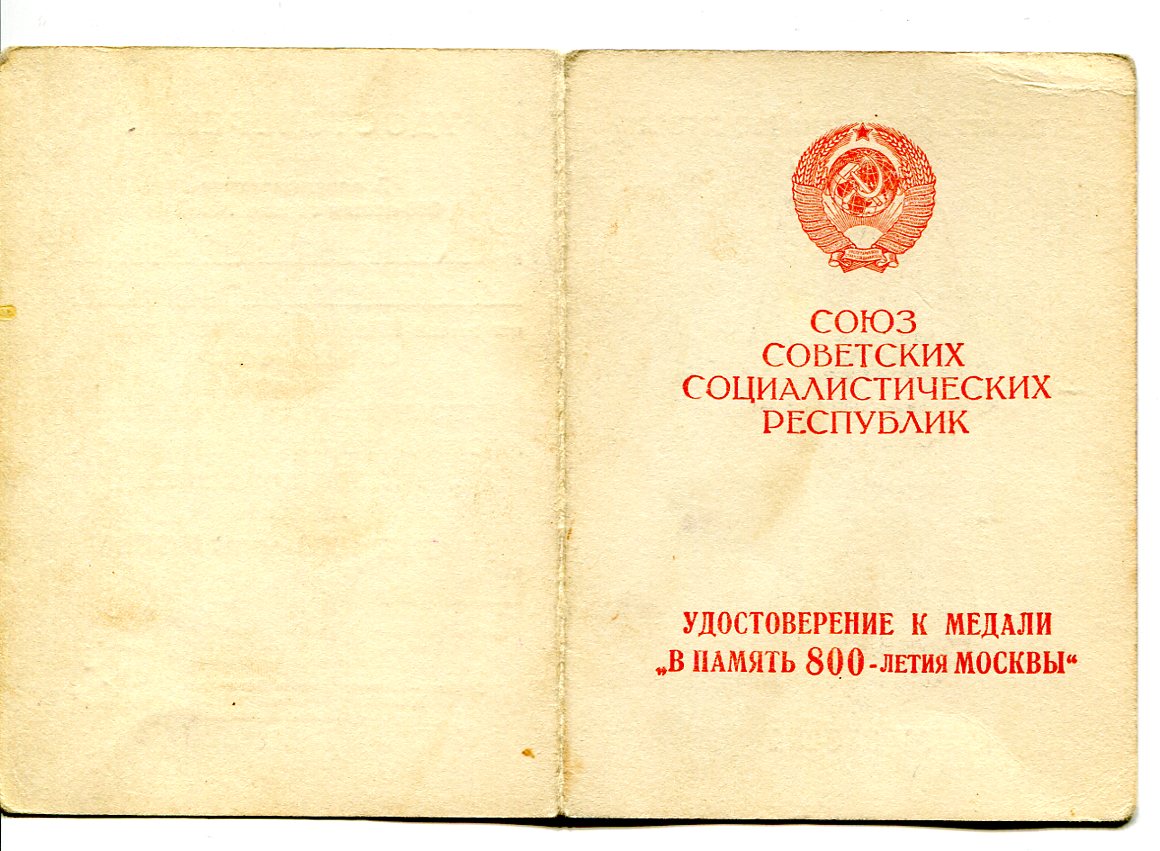 СОЮЗ
СОВЕТСКИХ
СОЦИАЛИСТИЧЕСКИХ
РЕСПУБЛИК
УДОСТОВЕРЕНИЕ К МЕДАЛИ
„В ПАМЯТЬ 800-ЛЕТИЯ МОСКВЫ“